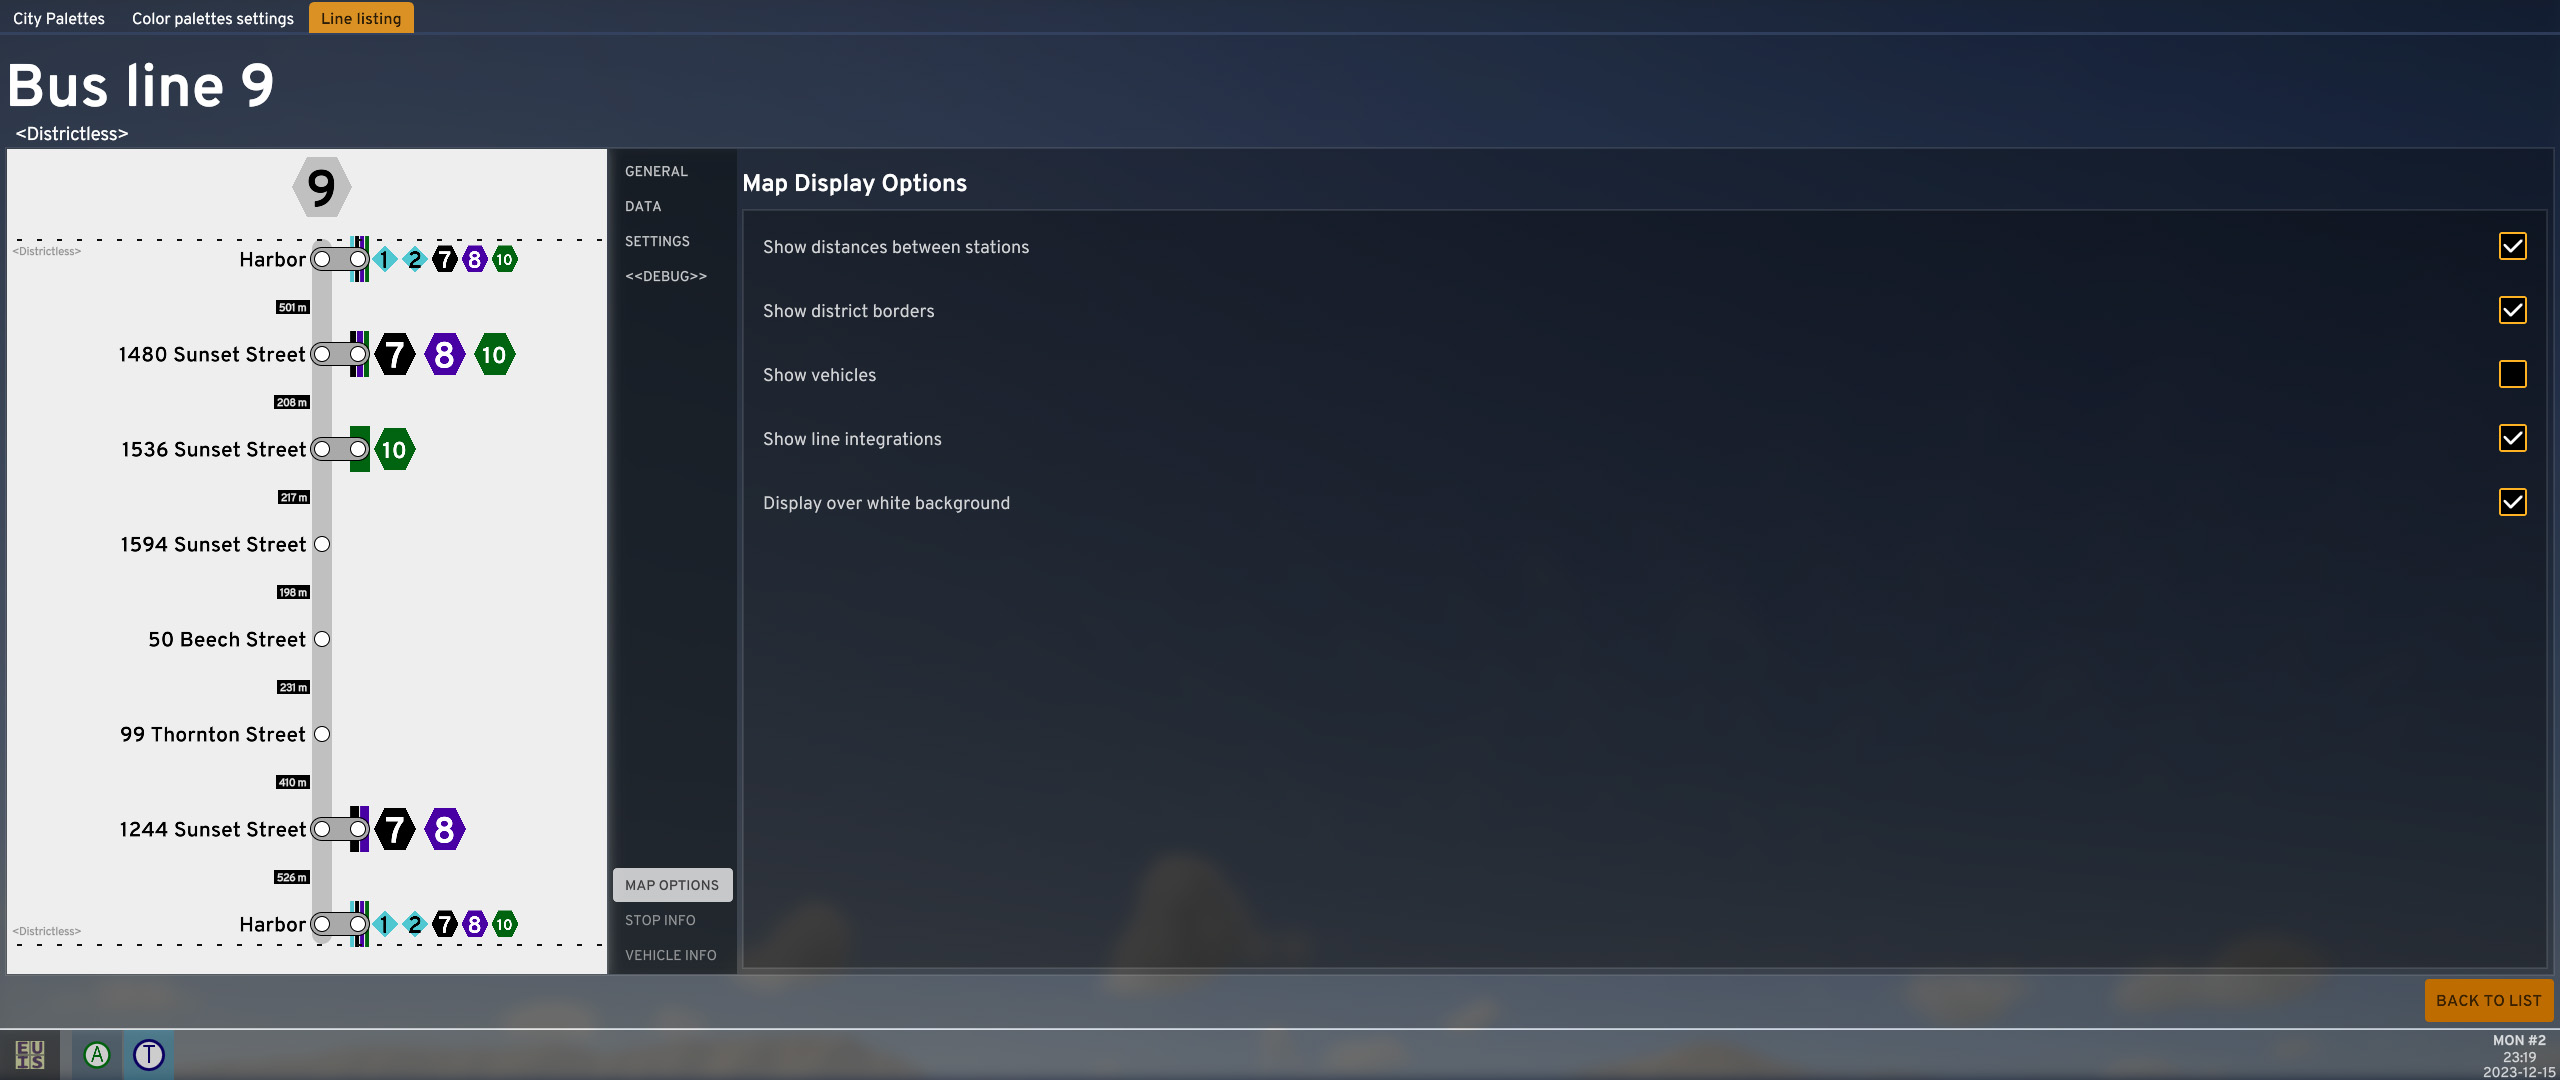 City Palettes
Color palettes settings
Line listing
Bus line 9
<Districtless>
9
<Districtless>
Harbor 1 2 7 8 10
501 m
1480 Sunset Street 7 8 10
208 m
1536 Sunset Street 10
217 m
1594 Sunset Street
198 m
50 Beech Street
231 m
99 Thornton Street
410 m
1244 Sunset Street 7 8
526 m
Harbor 1 2 7 8 10
<Districtless>
GENERAL
DATA
SETTINGS
<<DEBUG>>
MAP OPTIONS
STOP INFO
VEHICLE INFO
Map Display Options
Show distances between stations
Show district borders
Show vehicles
Show line integrations
Display over white background
BACK TO LIST
EU
IS
A
T
MON #2
23:19
2023-12-15